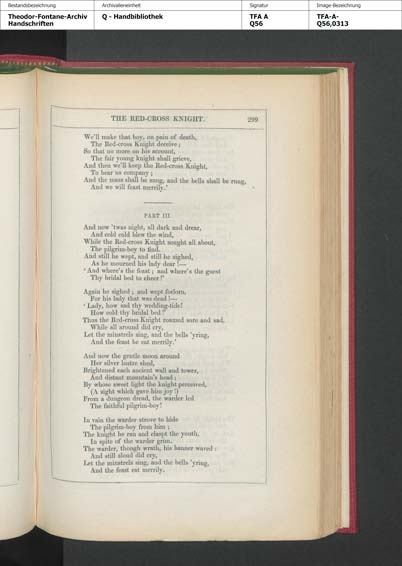 Bestandsbezeichnung
Archivalieneinheit
Signatur
Image-Bezeichnung
Theodor-Fontane-Archiv
Handschriften
Q - Handbibliothek
TFA A
Q56
TFA-A-
Q56,0313
THE RED-CROSS KNIGHT. 299
We'll make that boy, on pain of death,
The Red-cross Knight deceive;
So that no more on his account,
The fair young knight shall grieve,
And then we'll keep the Red-cross Knight,
To bear us company;
And the mass shall be sung, and the bells shall be rung,
And we will feast merrily.'
PART III.
And now 'twas night, all dark and drear,
And cold cold blew the wind,
While the Red-cross Knight sought all about,
The pilgrim-boy to find.
And still he wept, and still he sighed,
As he mourned his lady dear !—
'And where's the feast; and where's the guest
Thy bridal bed to cheer?'
Again he sighed; and wept forlorn,
For his lady that was dead !—
'Lady, how sad thy wedding-tide!
How cold thy bridal bed!'
Thus the Red-cross Knight roamed sore and sad,
While all around did cry,
Let the minstrels sing, and the bells 'yring,
And the feast be eat merrily.'
And now the gentle moon around
Her silver lustre shed,
Brightened each ancient wall and tower,
And distant mountain's head;
By whose sweet light the knight perceived,
(A sight which gave him joy!)
From a dungeon dread, the warder led
The faithful pilgrim-boy!
In vain the warder strove to hide
The pilgrim-boy from him;
The knight he ran and claspt the youth,
In spite of the warder grim.
The warder, though wrath, his banner waved:
And still aloud did cry,
Let the minstrels sing, and the bells 'yring,
And the feast eat merrily.